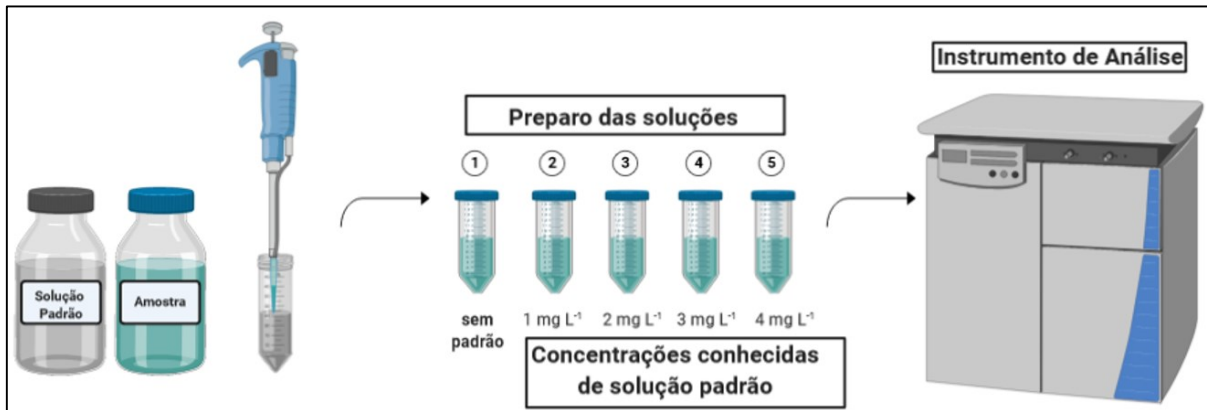 Solução
Padrão
Amostra
Preparo das soluções
1 2 3 4 5
sem
padrão
1 mg L⁻¹ 2 mg L⁻¹ 3 mg L⁻¹ 4 mg L⁻¹
Concentrações conhecidas
de solução padrão
Instrumento de Análise